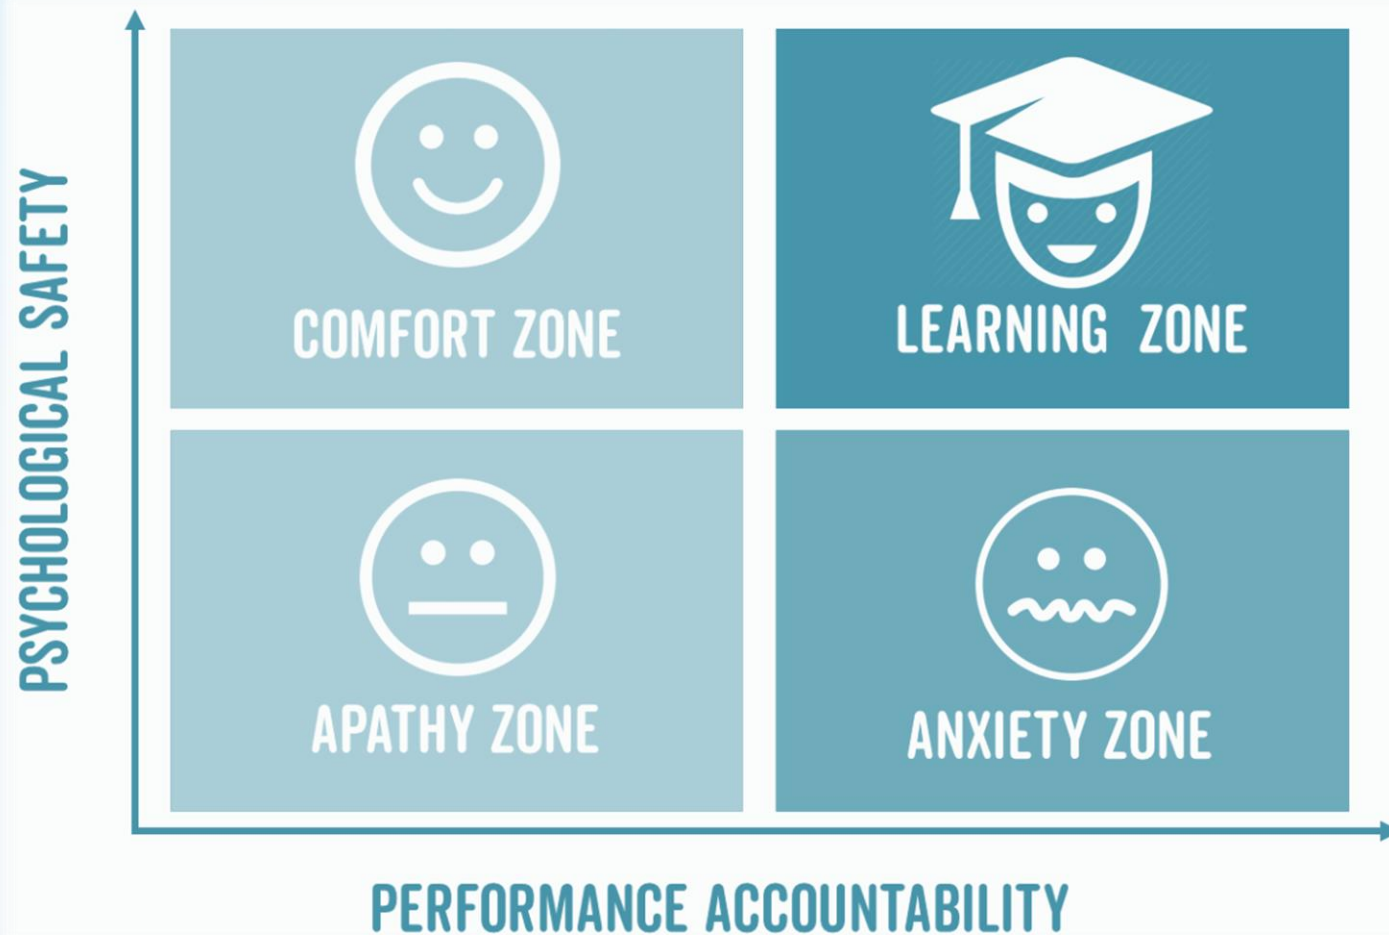 PSYCHOLOGICAL SAFETY
COMFORT ZONE
LEARNING ZONE
APATHY ZONE
ANXIETY ZONE
PERFORMANCE ACCOUNTABILITY